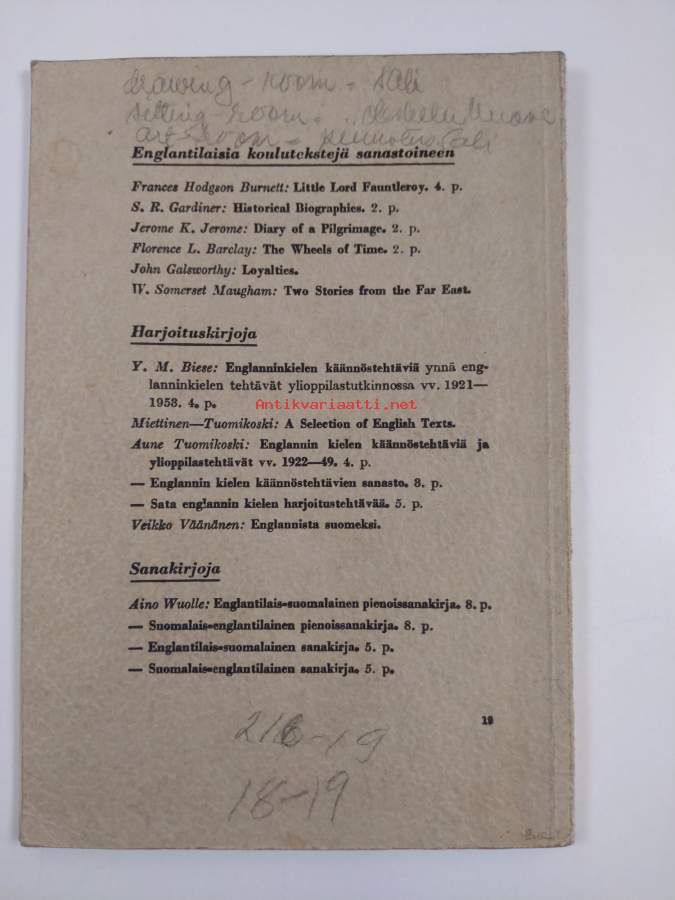 drawing-room = sali
sitting-room =
room =
Englantilaisia koulutekstejä sanastoineen
Frances Hodgson Burnett: Little Lord Fauntleroy. 4. p.
S. R. Gardiner: Historical Biographies. 2. p.
Jerome K. Jerome: Diary of a Pilgrimage. 2. p.
Florence L. Barclay: The Wheels of Time. 2. p.
John Galsworthy: Loyalties.
W. Somerset Maugham: Two Stories from the Far East.
Harjoituskirjoja
Y. M. Biese: Englanninkielen käännöstehtäviä ynnä eng-
lanninkielen tehtävät ylioppilastutkinnossa vv. 1921—
1953. 4. p.
Antikvariaatti.net
Miettinen—Tuomikoski: A Selection of English Texts.
Aune Tuomikoski: Englannin kielen käännöstehtäviä ja
ylioppilastehtävät vv. 1922—49. 4. p.
— Englannin kielen käännöstehtävien sanasto. 3. p.
— Sata englannin kielen harjoitustehtävää. 5. p.
Veikko Väänänen: Englannista suomeksi.
Sanakirjoja
Aino Wuolle: Englantilais-suomalainen pienoissanakirja. 8. p.
— Suomalais-englantilainen pienoissanakirja. 8. p.
— Englantilais-suomalainen sanakirja. 5. p.
— Suomalais-englantilainen sanakirja. 5. p.
19
18-19